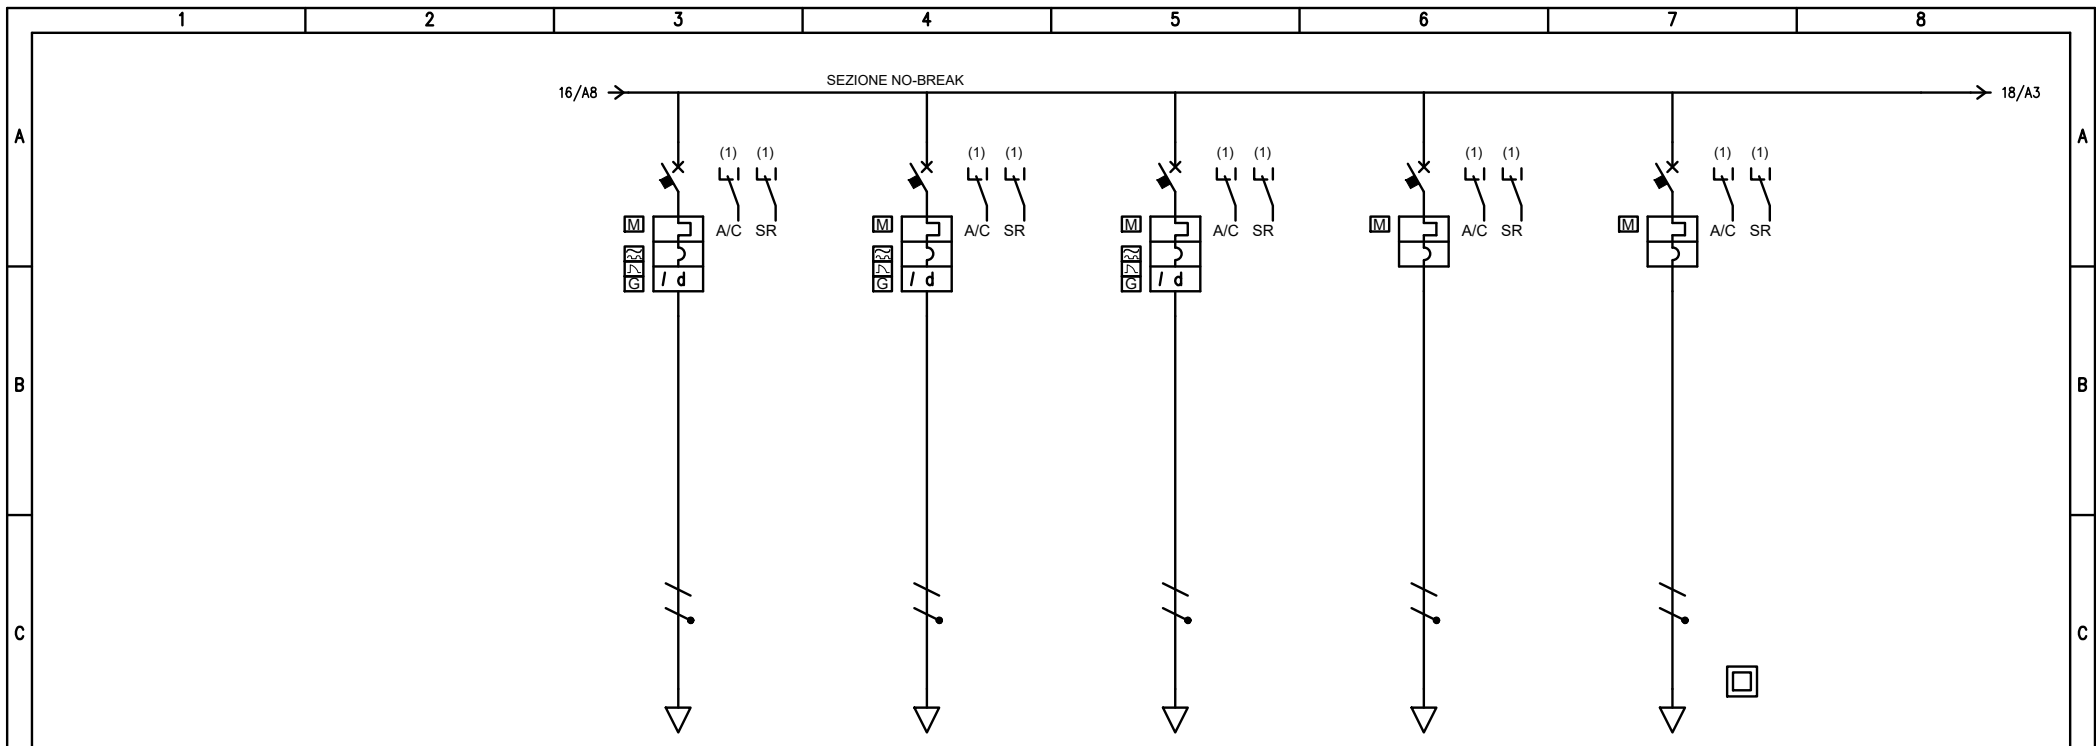 1 2 3 4 5 6 7 8
SEZIONE NO-BREAK
16/A8 18/A3
A A
(1) (1) (1) (1) (1) (1) (1) (1) (1) (1)
M A/C SR M A/C SR M A/C SR M A/C SR M A/C SR
G I d G I d G I d
B B
C C